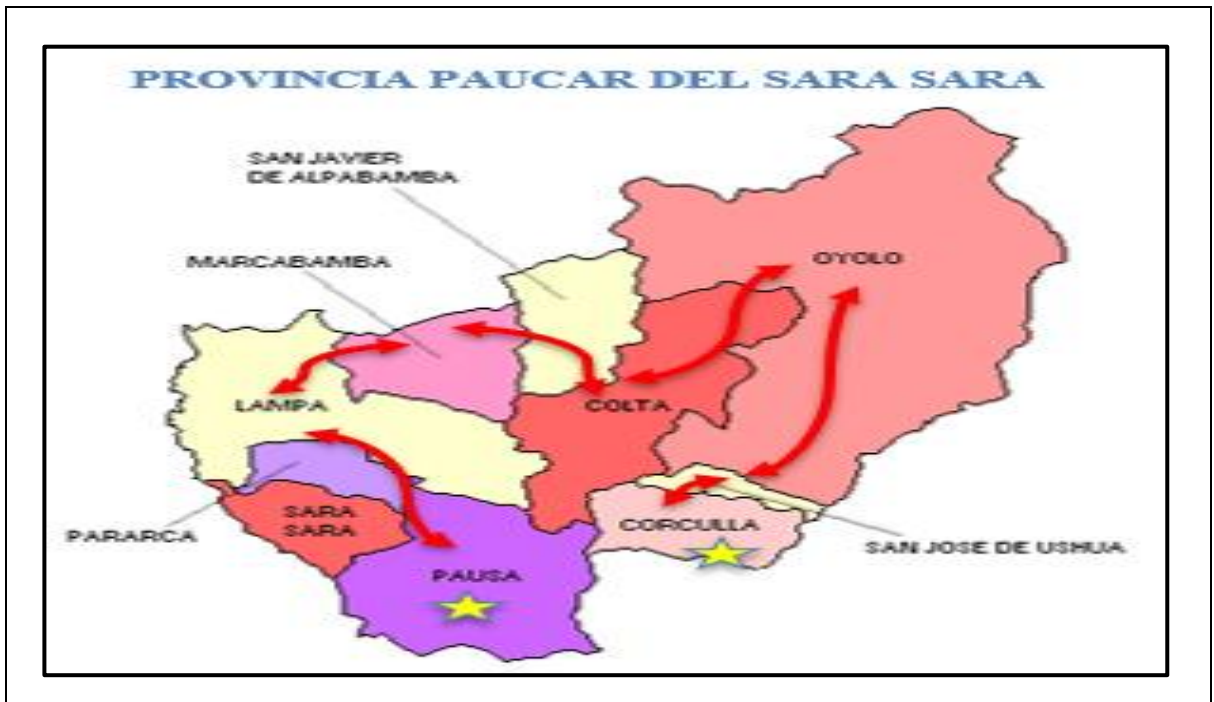 PROVINCIA PAUCAR DEL SARA SARA
SAN JAVIER
DE ALPABAMBA
MARCABAMBA
OYOLO
LAMPA
COLTA
SARA
SARA
PARARCA
CORCULLA
SAN JOSE DE USHUA
PAUSA